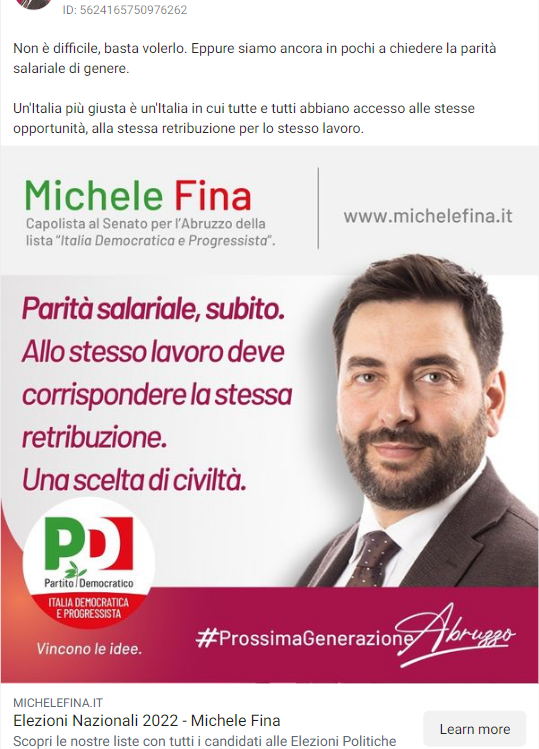 ID: 5624165750976262
Non è difficile, basta volerlo. Eppure siamo ancora in pochi a chiedere la parità
salariale di genere.
Un'Italia più giusta è un'Italia in cui tutte e tutti abbiano accesso alle stesse
opportunità, alla stessa retribuzione per lo stesso lavoro.
Michele Fina
Capolista al Senato per l'Abruzzo della
lista "Italia Democratica e Progressista".
www.michelefina.it
Parità salariale, subito.
Allo stesso lavoro deve
corrispondere la stessa
retribuzione.
Una scelta di civiltà.
PD
Partito Democratico
ITALIA DEMOCRATICA
E PROGRESSISTA
Vincono le idee.
#ProssimaGenerazione Abruzzo
MICHELEFINA.IT
Elezioni Nazionali 2022 - Michele Fina
Scopri le nostre liste con tutti i candidati alle Elezioni Politiche
Learn more